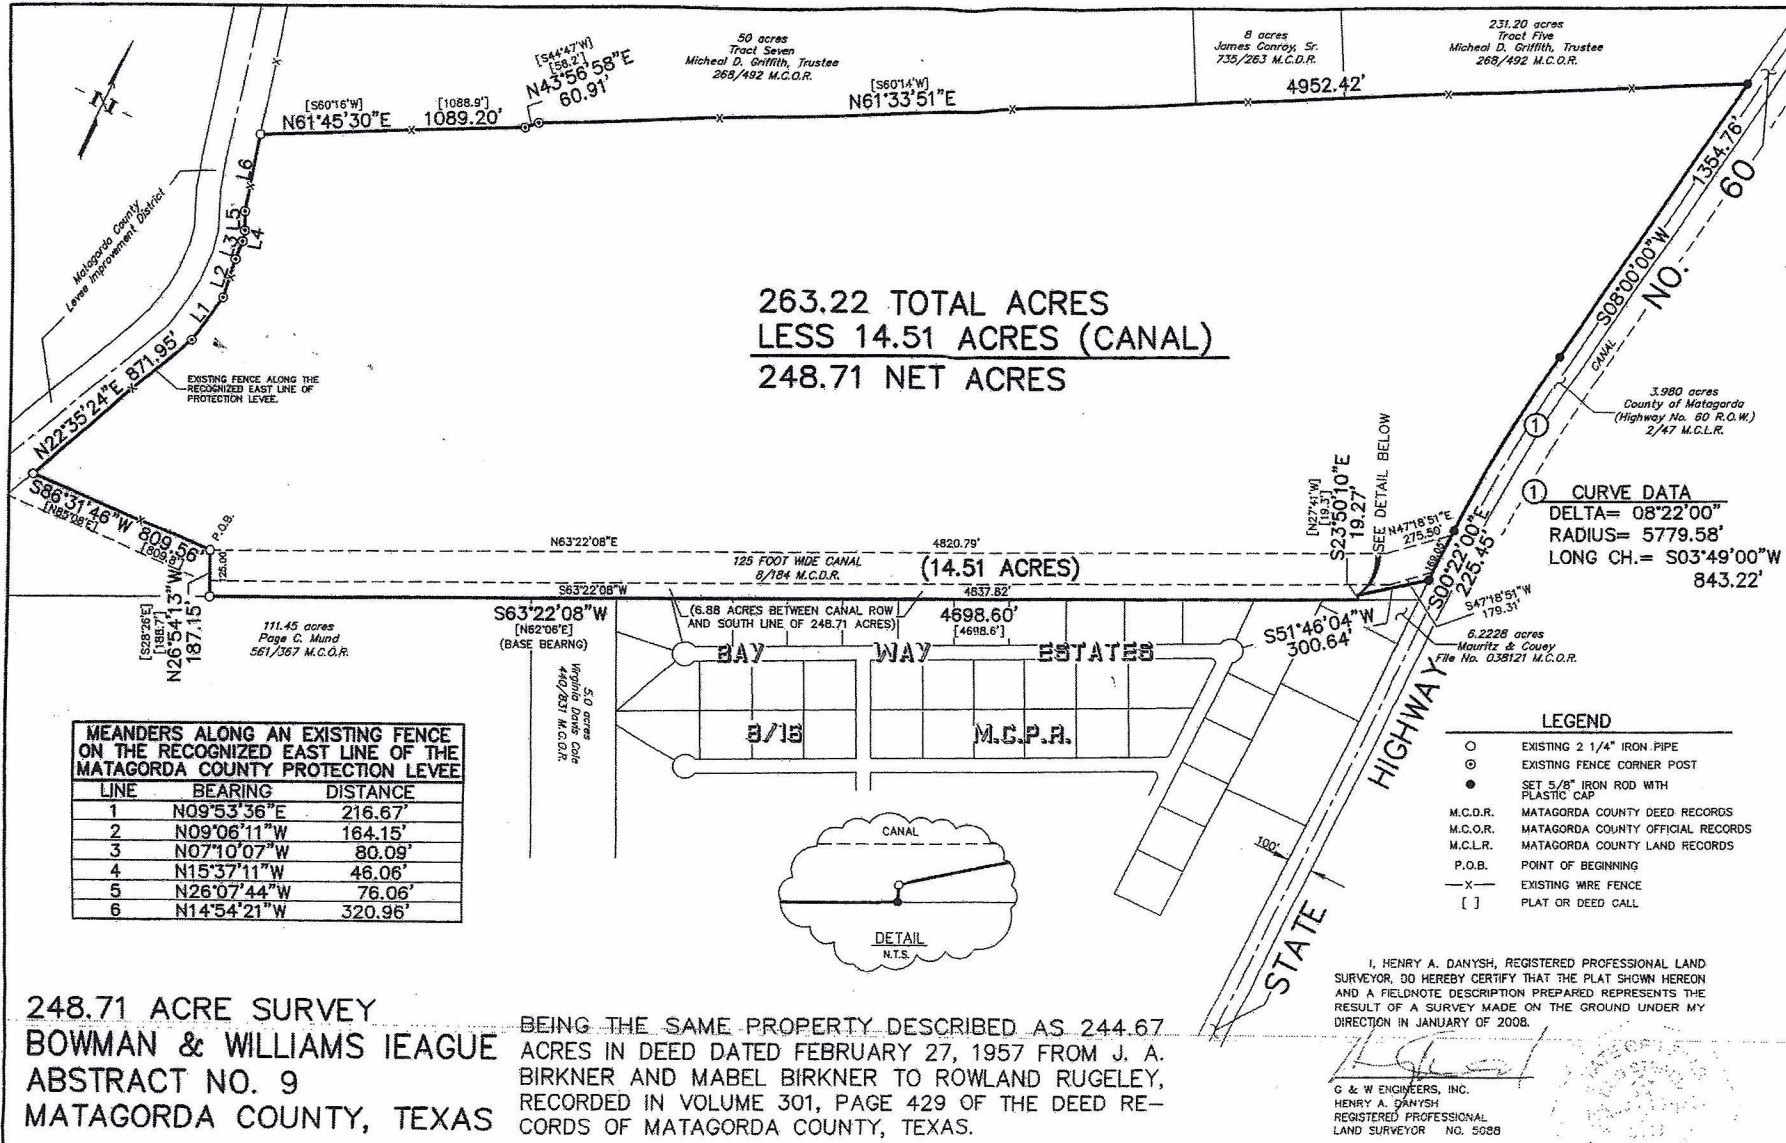 N
[S60°16'W]
N61°45'30"E
[1088.9']
1089.20'
[S44°47'W]
[58.2']
N43°56'58"E
60.91'
50 acres
Tract Seven
Micheal D. Griffith, Trustee
268/492 M.C.O.R.
[S60°14'W]
N61°33'51"E
8 acres
James Conroy, Sr.
735/263 M.C.D.R.
4952.42'
231.20 acres
Tract Five
Micheal D. Griffith, Trustee
268/492 M.C.O.R.
Matagorda County
Levee Improvement District
L6
L5
L4
L3
L2
L1
N22°35'24"E 871.95'
EXISTING FENCE ALONG THE
RECOGNIZED EAST LINE OF
PROTECTION LEVEE.
263.22 TOTAL ACRES
LESS 14.51 ACRES (CANAL)
248.71 NET ACRES
1354.76'
S08°00'00"W
60
NO.
CANAL
3.980 acres
County of Matagorda
(Highway No. 60 R.O.W.)
2/47 M.C.L.R.
1
1 CURVE DATA
DELTA= 08°22'00"
RADIUS= 5779.58'
LONG CH.= S03°49'00"W
843.22'
S86°31'46"W 809.56'
[N85°08'E]
[809.8']
P.O.B.
125.00'
[S28°26'E]
[188.7']
N26°54'13"W
187.15'
N63°22'08"E
4820.79'
125 FOOT WIDE CANAL
8/184 M.C.D.R.
(14.51 ACRES)
S63°22'08"W
4837.82'
[N27°41'W]
[19.3']
S23°50'10"E
19.27'
SEE DETAIL BELOW
N47°18'51"E
275.50'
169.05'
S00°22'00"E
225.45'
S47°18'51"W
179.31'
S63°22'08"W
[N62°06'E]
(BASE BEARNG)
(6.88 ACRES BETWEEN CANAL ROW
AND SOUTH LINE OF 248.71 ACRES)
4698.60'
[4698.6']
S51°46'04"W
300.64'
6.2228 acres
Mauritz & Couey
File No. 038121 M.C.O.R.
111.45 acres
Page C. Mund
561/367 M.C.O.R.
5.0 acres
Virginia Davis Cole
440/831 M.C.D.R.
BAY WAY ESTATES
8/16 M.C.P.R.
MEANDERS ALONG AN EXISTING FENCE
ON THE RECOGNIZED EAST LINE OF THE
MATAGORDA COUNTY PROTECTION LEVEE
LINE BEARING DISTANCE
1 N09°53'36"E 216.67'
2 N09°06'11"W 164.15'
3 N07°10'07"W 80.09'
4 N15°37'11"W 46.06'
5 N26°07'44"W 76.06'
6 N14°54'21"W 320.96'
CANAL
DETAIL
N.T.S.
100'
STATE HIGHWAY
LEGEND
EXISTING 2 1/4" IRON PIPE
EXISTING FENCE CORNER POST
SET 5/8" IRON ROD WITH
PLASTIC CAP
M.C.D.R. MATAGORDA COUNTY DEED RECORDS
M.C.O.R. MATAGORDA COUNTY OFFICIAL RECORDS
M.C.L.R. MATAGORDA COUNTY LAND RECORDS
P.O.B. POINT OF BEGINNING
—X— EXISTING WIRE FENCE
[ ] PLAT OR DEED CALL
I, HENRY A. DANYSH, REGISTERED PROFESSIONAL LAND
SURVEYOR, DO HEREBY CERTIFY THAT THE PLAT SHOWN HEREON
AND A FIELDNOTE DESCRIPTION PREPARED REPRESENTS THE
RESULT OF A SURVEY MADE ON THE GROUND UNDER MY
DIRECTION IN JANUARY OF 2008.
G & W ENGINEERS, INC.
HENRY A. DANYSH
REGISTERED PROFESSIONAL
LAND SURVEYOR NO. 5088
248.71 ACRE SURVEY
BOWMAN & WILLIAMS lEAGUE
ABSTRACT NO. 9
MATAGORDA COUNTY, TEXAS
BEING THE SAME PROPERTY DESCRIBED AS 244.67
ACRES IN DEED DATED FEBRUARY 27, 1957 FROM J. A.
BIRKNER AND MABEL BIRKNER TO ROWLAND RUGELEY,
RECORDED IN VOLUME 301, PAGE 429 OF THE DEED RE—
CORDS OF MATAGORDA COUNTY, TEXAS.